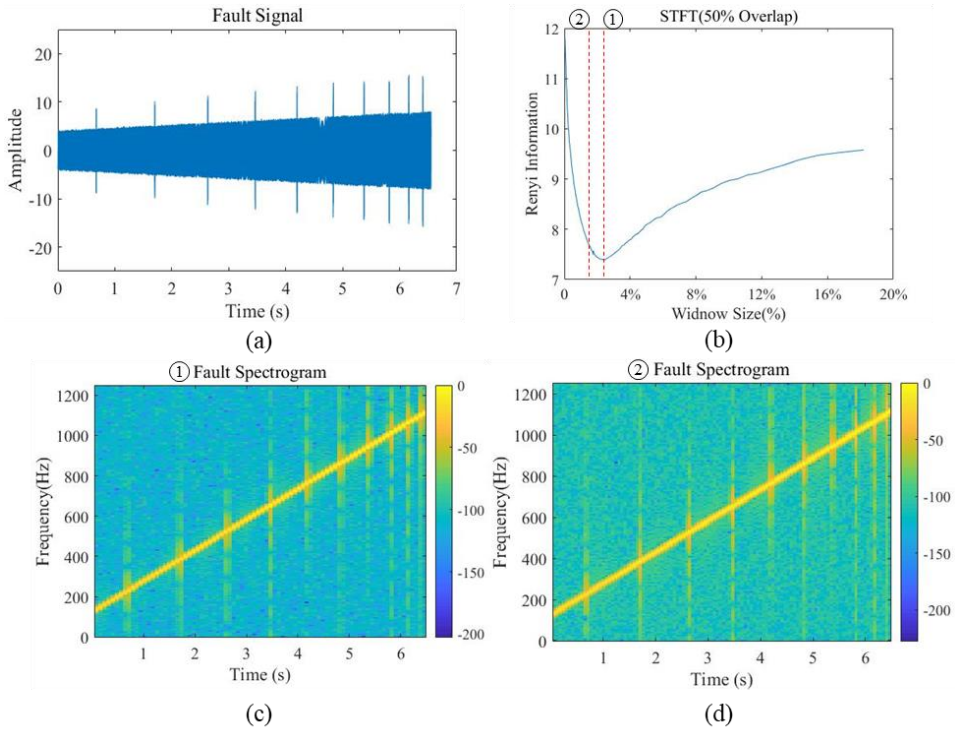 Fault Signal
20
10
0
-10
-20
Amplitude
0 1 2 3 4 5 6 7
Time (s)
(a)
② ① STFT(50% Overlap)
12
11
10
9
8
7
Renyi Information
0 4% 8% 12% 16% 20%
Widnow Size(%)
(b)
① Fault Spectrogram
1200
1000
800
600
400
200
0
Frequency(Hz)
1 2 3 4 5 6
Time (s)
0
-50
-100
-150
-200
(c)
② Fault Spectrogram
1200
1000
800
600
400
200
0
Frequency(Hz)
1 2 3 4 5 6
Time (s)
0
-50
-100
-150
-200
(d)